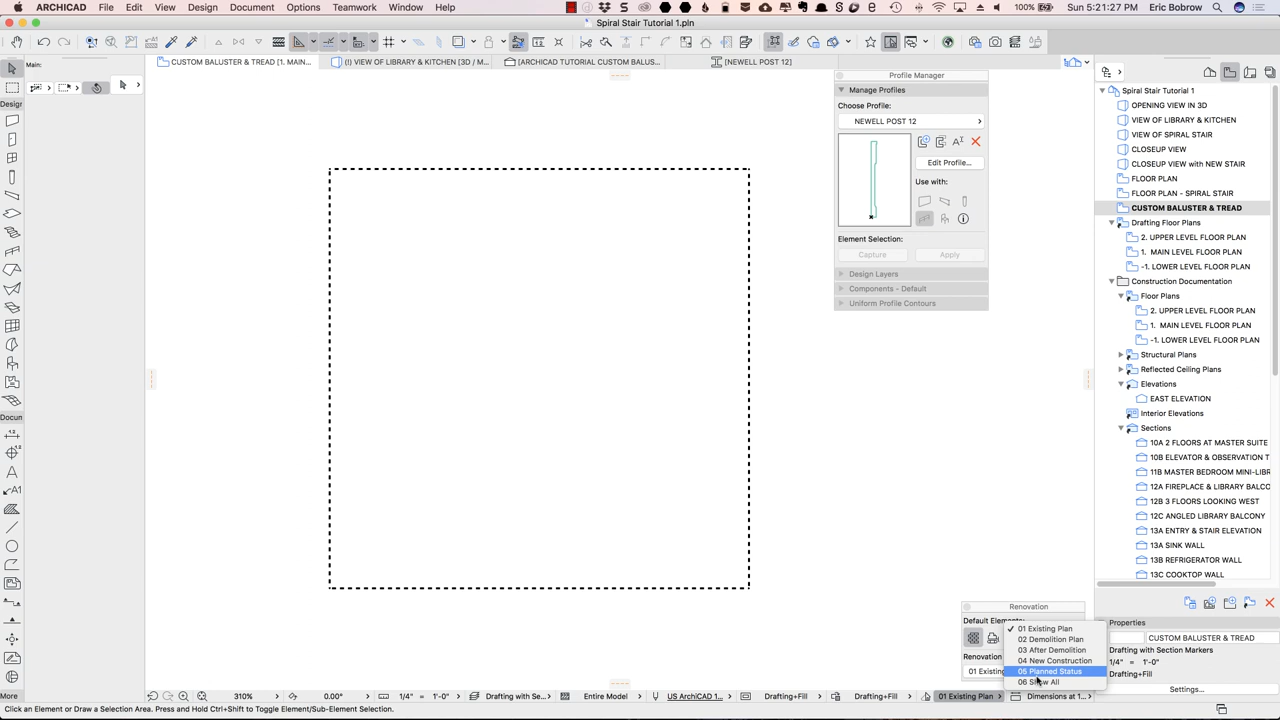 ARCHICAD File Edit View Design Document Options Teamwork Window Help 100% Sun 5:21:27 PM Eric Bobrow
Spiral Stair Tutorial 1.pln
Main:
CUSTOM BALUSTER & TREAD [1. MAIN...
(!) VIEW OF LIBRARY & KITCHEN [3D / M...
[ARCHICAD TUTORIAL CUSTOM BALUS...
[NEWELL POST 12]
Design
Docun
More
Profile Manager
Manage Profiles
Choose Profile:
NEWELL POST 12
Edit Profile...
Use with:
Element Selection:
Capture
Apply
Design Layers
Components - Default
Uniform Profile Contours
Spiral Stair Tutorial 1
OPENING VIEW IN 3D
VIEW OF LIBRARY & KITCHEN
VIEW OF SPIRAL STAIR
CLOSEUP VIEW
CLOSEUP VIEW with NEW STAIR
FLOOR PLAN
FLOOR PLAN - SPIRAL STAIR
CUSTOM BALUSTER & TREAD
Drafting Floor Plans
2. UPPER LEVEL FLOOR PLAN
1. MAIN LEVEL FLOOR PLAN
-1. LOWER LEVEL FLOOR PLAN
Construction Documentation
Floor Plans
2. UPPER LEVEL FLOOR PLAN
1. MAIN LEVEL FLOOR PLAN
-1. LOWER LEVEL FLOOR PLAN
Structural Plans
Reflected Ceiling Plans
Elevations
EAST ELEVATION
Interior Elevations
Sections
10A 2 FLOORS AT MASTER SUITE
10B ELEVATOR & OBSERVATION T
11B MASTER BEDROOM MINI-LIBR
12A FIREPLACE & LIBRARY BALCO
12B 3 FLOORS LOOKING WEST
12C ANGLED LIBRARY BALCONY
13A ENTRY & STAIR ELEVATION
13A SINK WALL
13B REFRIGERATOR WALL
13C COOKTOP WALL
Properties
CUSTOM BALUSTER & TREAD
Drafting with Section Markers
1/4" = 1'-0"
Drafting+Fill
Settings...
Renovation
Default Elements:
Renovation
01 Existing
01 Existing Plan
02 Demolition Plan
03 After Demolition
04 New Construction
05 Planned Status
06 Show All
310% 0.00° 1/4" = 1'-0" Drafting with Se... Entire Model US ArchiCAD 1... Drafting+Fill Drafting+Fill 01 Existing Plan Dimensions at 1...
Click an Element or Draw a Selection Area. Press and Hold Ctrl+Shift to Toggle Element/Sub-Element Selection.